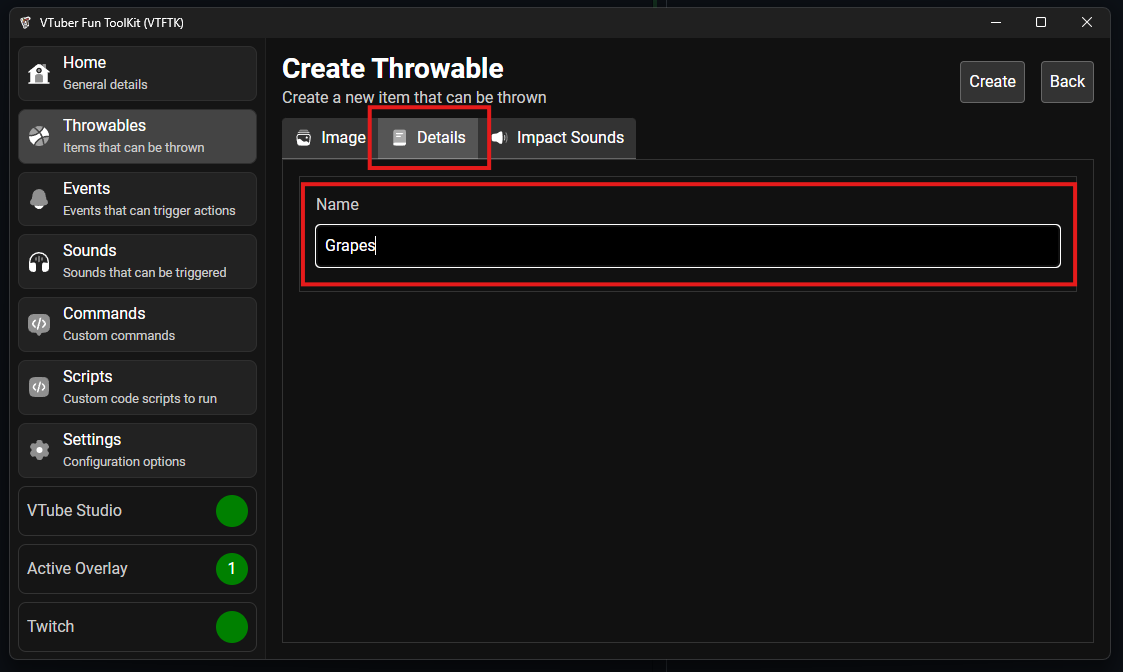 VTuber Fun ToolKit (VTFTK)
Home
General details
Throwables
Items that can be thrown
Events
Events that can trigger actions
Sounds
Sounds that can be triggered
Commands
Custom commands
Scripts
Custom code scripts to run
Settings
Configuration options
VTube Studio
Active Overlay 1
Twitch
Create Throwable
Create a new item that can be thrown
Create Back
Image Details Impact Sounds
Name
Grapes